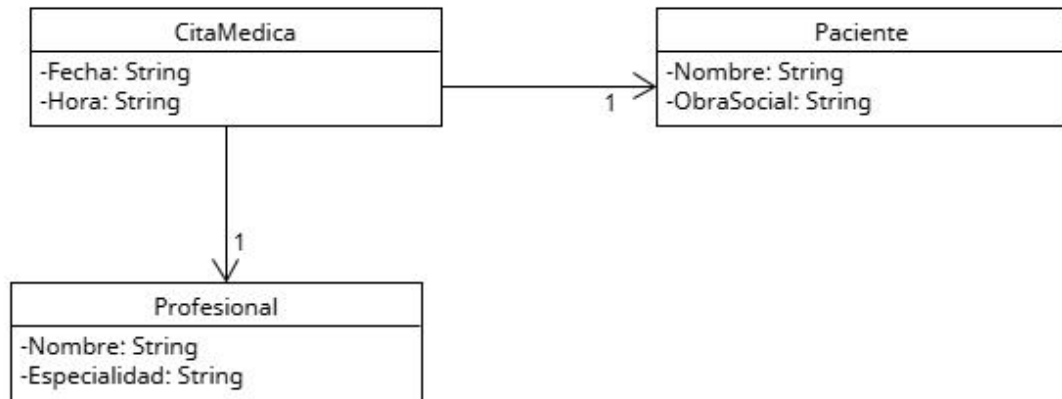 CitaMedica
-Fecha: String
-Hora: String
Paciente
-Nombre: String
-ObraSocial: String
1
1
Profesional
-Nombre: String
-Especialidad: String